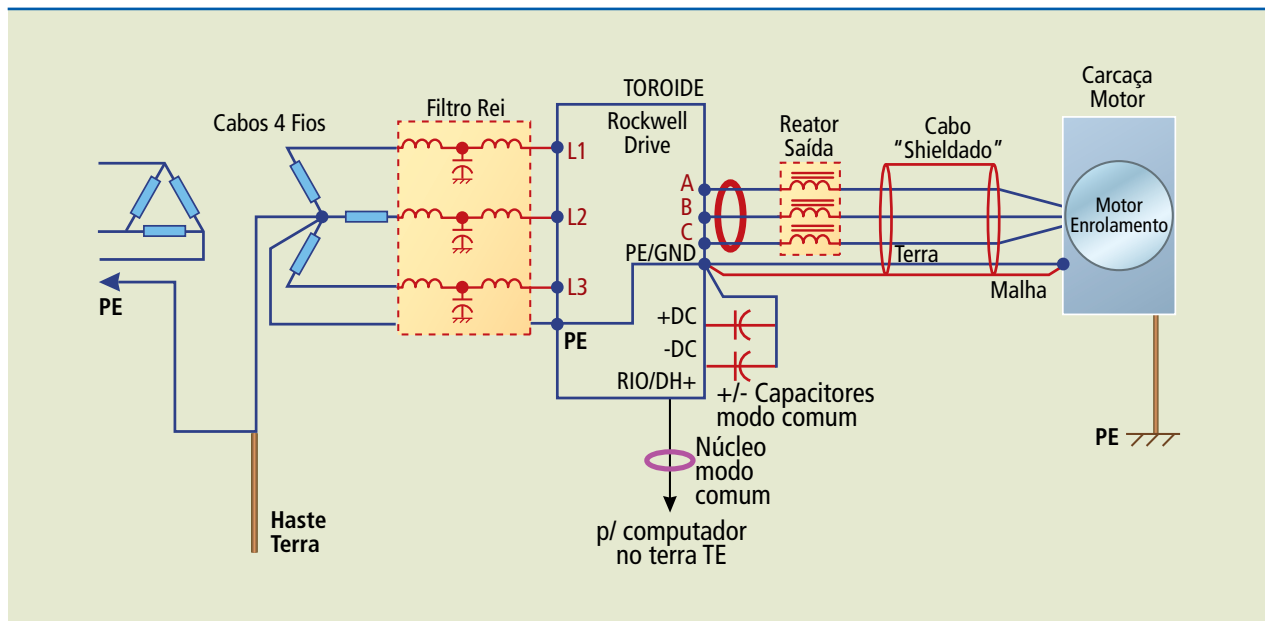 TOROIDE
Carcaça
Motor
Filtro Rei
Cabos 4 Fios
Rockwell
Drive
Reator
Saída
Cabo
“Shieldado”
L1
L2
L3
A
B
C
PE/GND
Terra
Malha
Motor
Enrolamento
PE
PE
+DC
-DC
RIO/DH+
+/- Capacitores
modo comum
PE
Núcleo
modo
comum
Haste
Terra
p/ computador
no terra TE